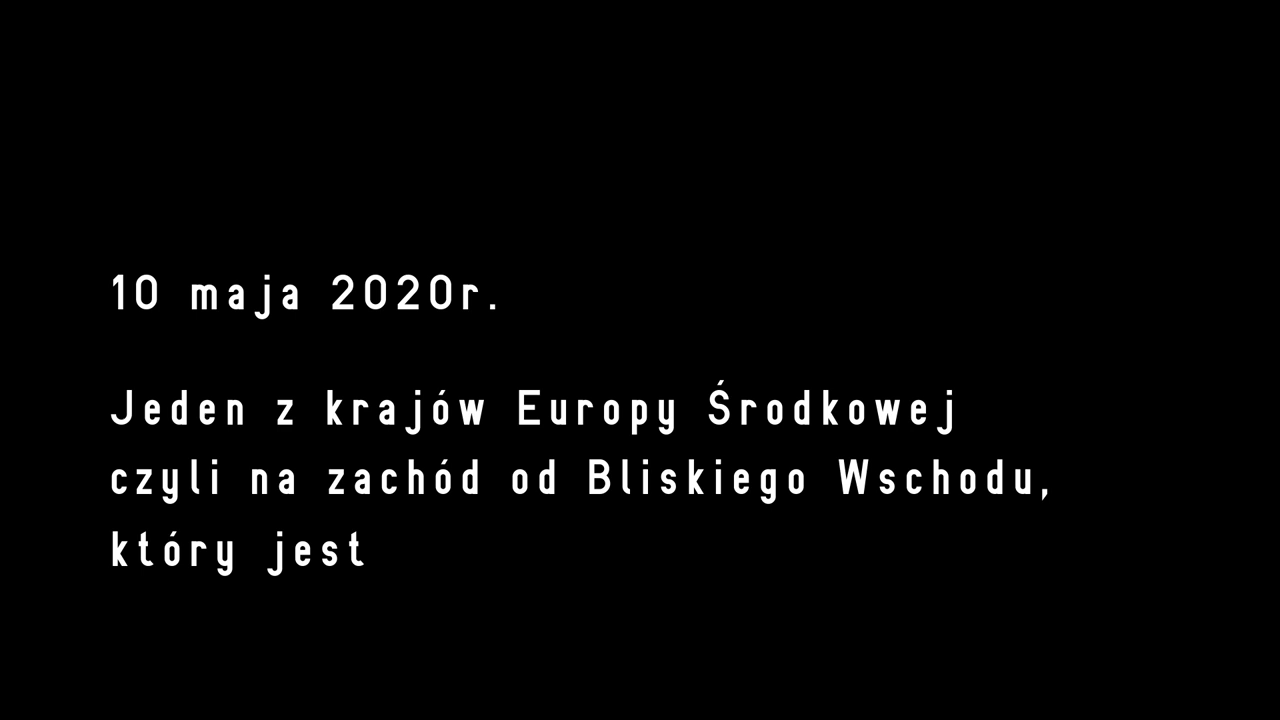 10 maja 2020r.
Jeden z krajów Europy Środkowej
czyli na zachód od Bliskiego Wschodu,
który jest